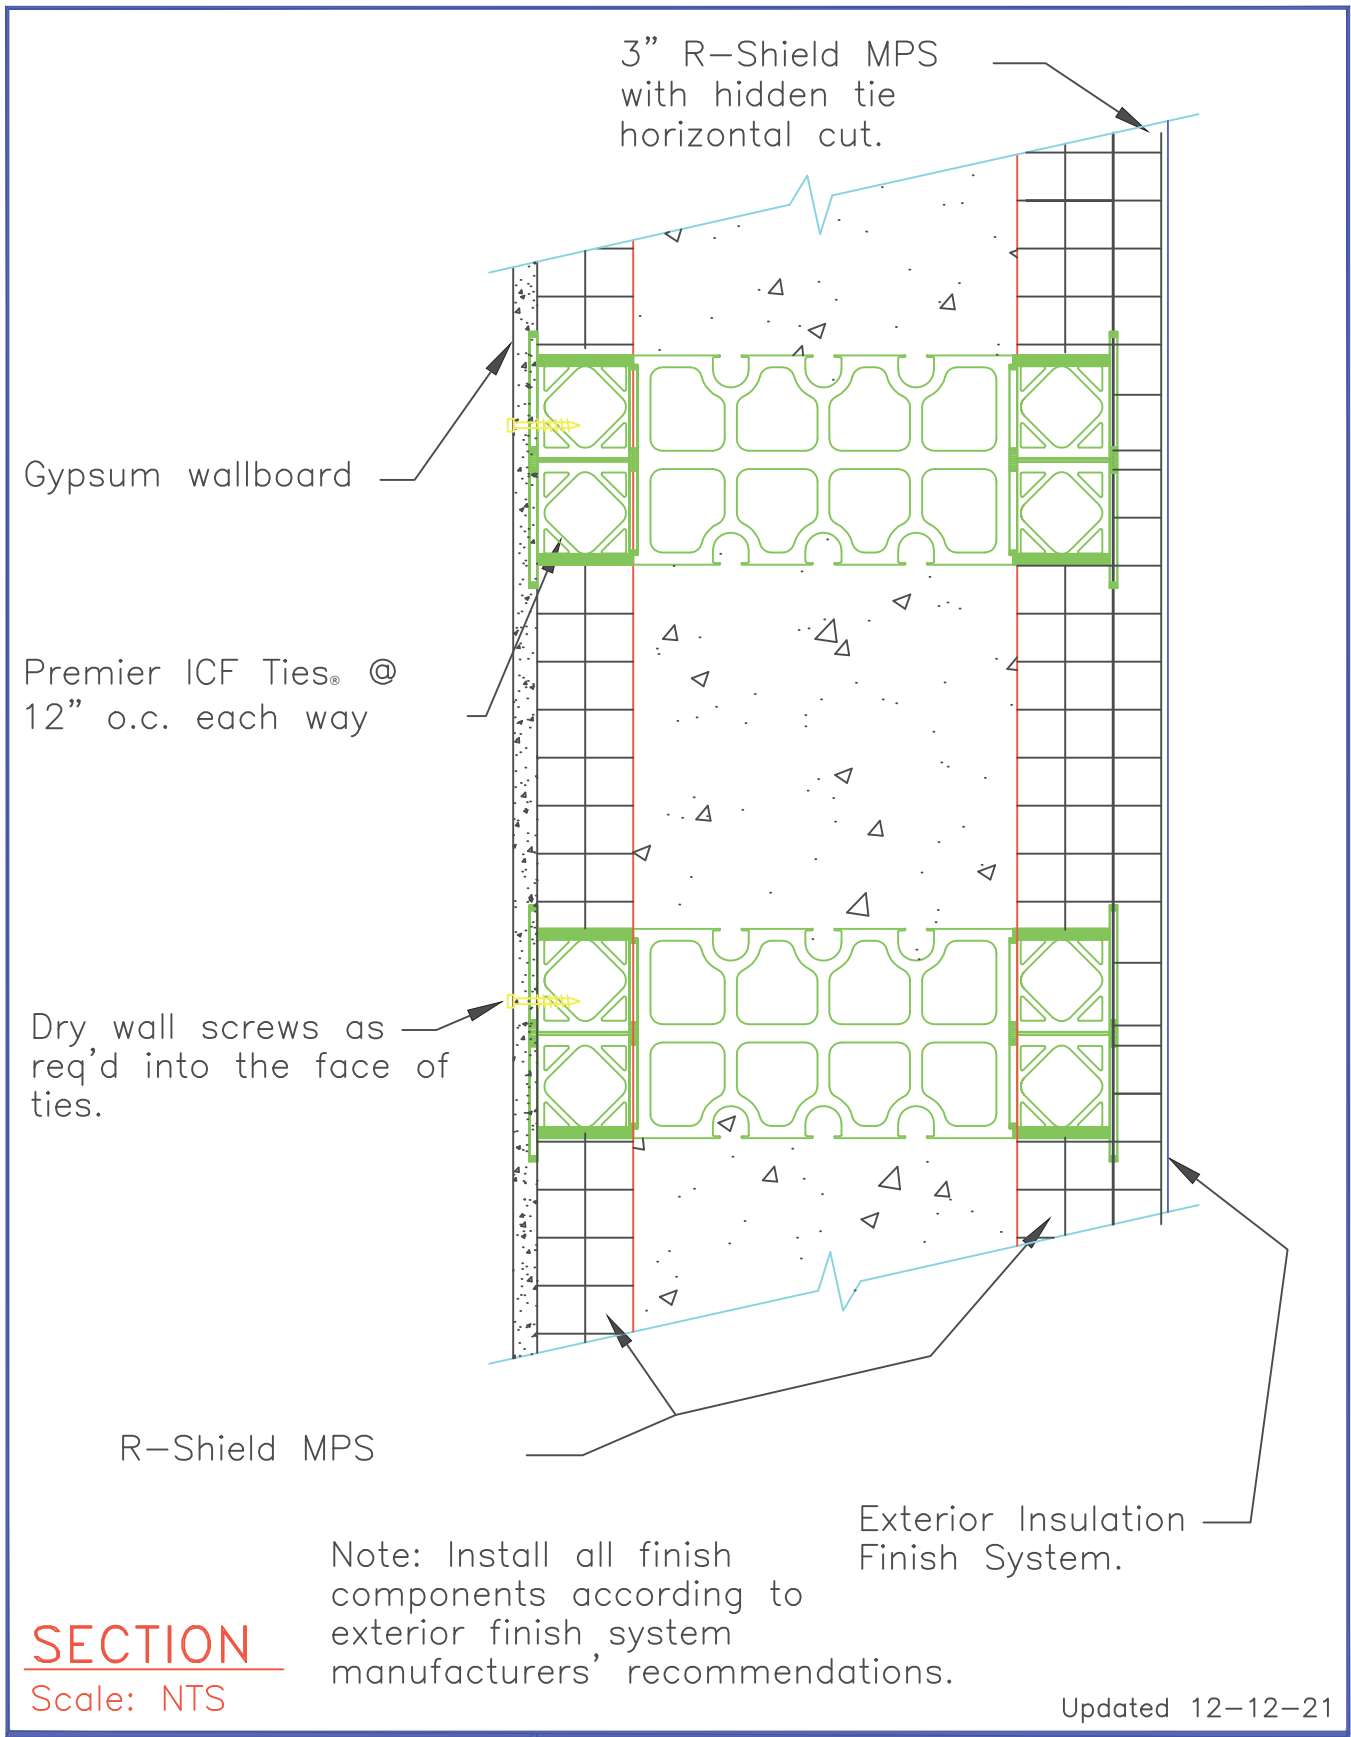 3” R-Shield MPS
with hidden tie
horizontal cut.
Gypsum wallboard
Premier ICF Ties® @
12” o.c. each way
Dry wall screws as
req'd into the face of
ties.
R-Shield MPS
Exterior Insulation
Finish System.
Note: Install all finish
components according to
exterior finish system
manufacturers' recommendations.
SECTION
Scale: NTS
Updated 12-12-21